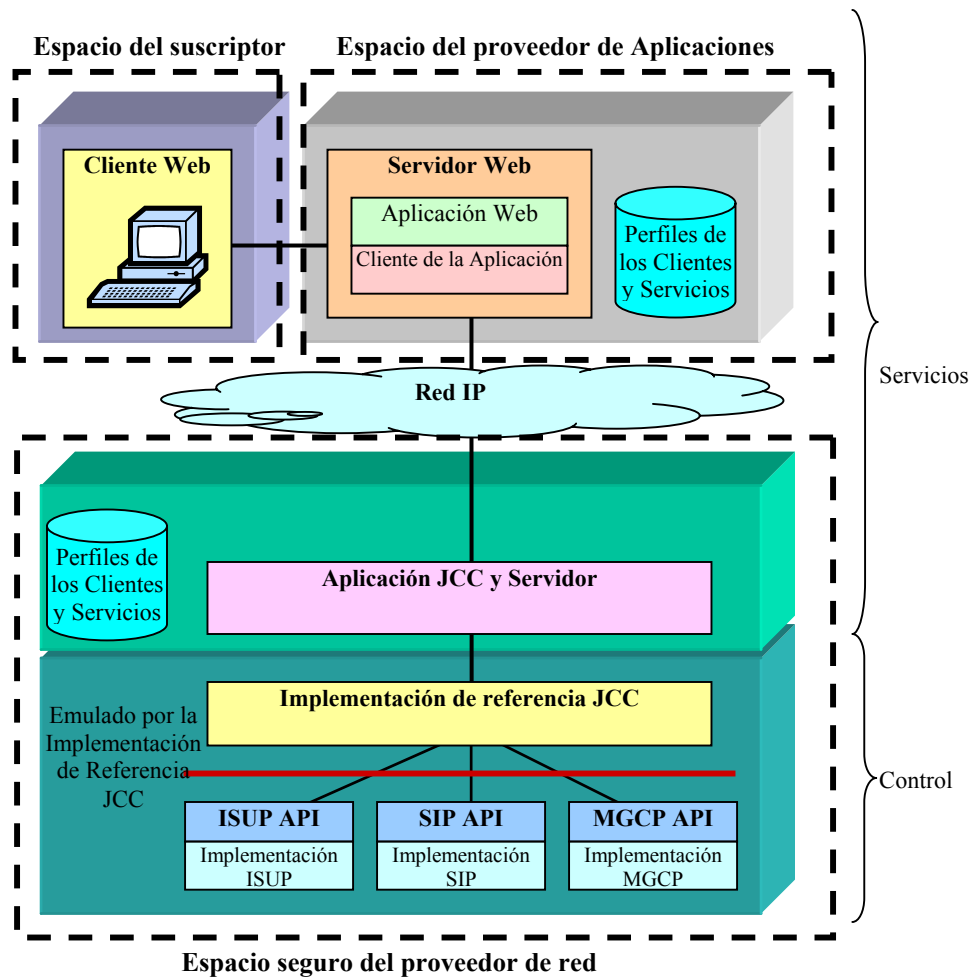 Espacio del suscriptor
Espacio del proveedor de Aplicaciones
Cliente Web
Servidor Web
Aplicación Web
Cliente de la Aplicación
Perfiles de
los Clientes
y Servicios
Servicios
Red IP
Perfiles de
los Clientes
y Servicios
Aplicación JCC y Servidor
Implementación de referencia JCC
Emulado por la
Implementación
de Referencia
JCC
Control
ISUP API
Implementación
ISUP
SIP API
Implementación
SIP
MGCP API
Implementación
MGCP
Espacio seguro del proveedor de red